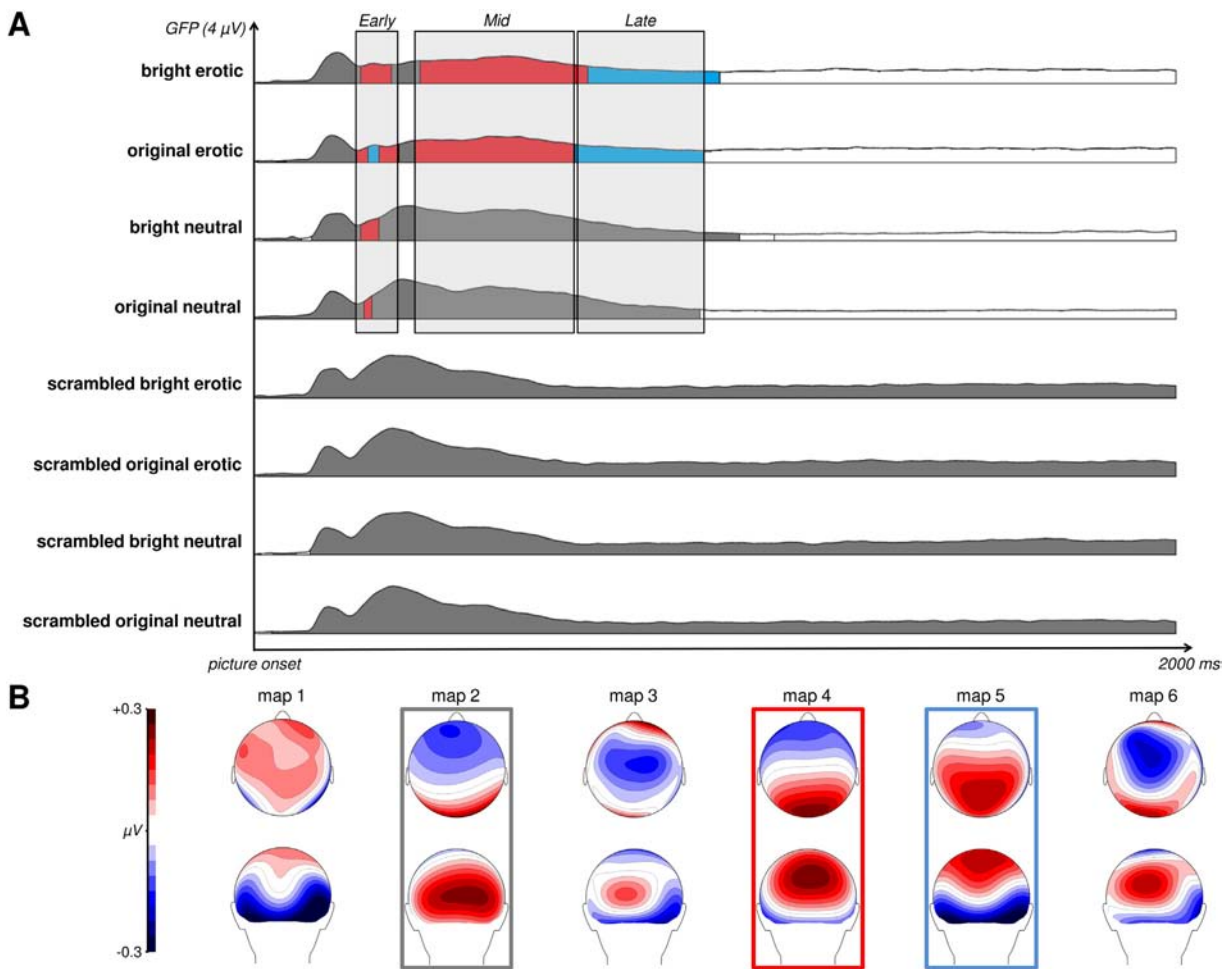 A
GFP (4 µV)
Early
Mid
Late
bright erotic
original erotic
bright neutral
original neutral
scrambled bright erotic
scrambled original erotic
scrambled bright neutral
scrambled original neutral
picture onset
2000 ms
B
map 1
map 2
map 3
map 4
map 5
map 6
+0.3
µV
-0.3